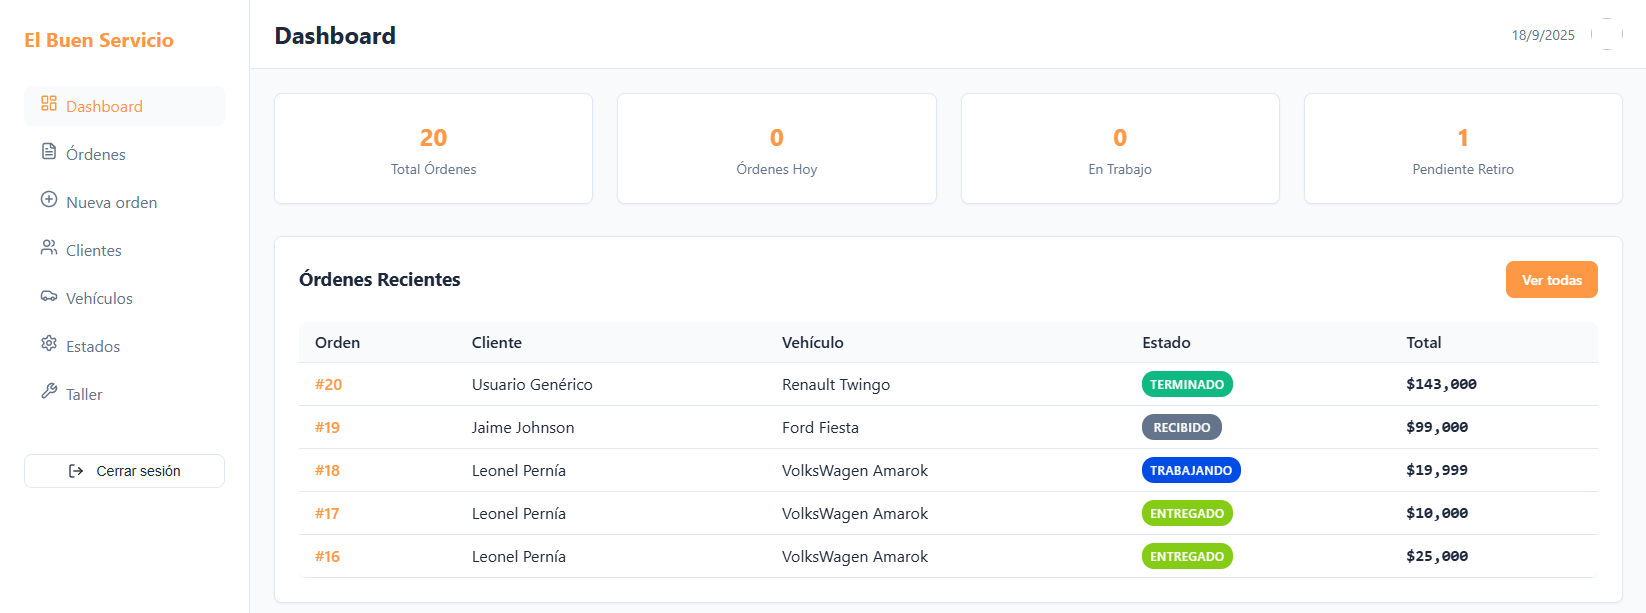 El Buen Servicio
Dashboard
Órdenes
Nueva orden
Clientes
Vehículos
Estados
Taller
Cerrar sesión
Dashboard
18/9/2025
20
Total Órdenes
0
Órdenes Hoy
0
En Trabajo
1
Pendiente Retiro
Órdenes Recientes
Ver todas
Orden Cliente Vehículo Estado Total
#20 Usuario Genérico Renault Twingo TERMINADO $143,000
#19 Jaime Johnson Ford Fiesta RECIBIDO $99,000
#18 Leonel Pernía VolksWagen Amarok TRABAJANDO $19,999
#17 Leonel Pernía VolksWagen Amarok ENTREGADO $10,000
#16 Leonel Pernía VolksWagen Amarok ENTREGADO $25,000